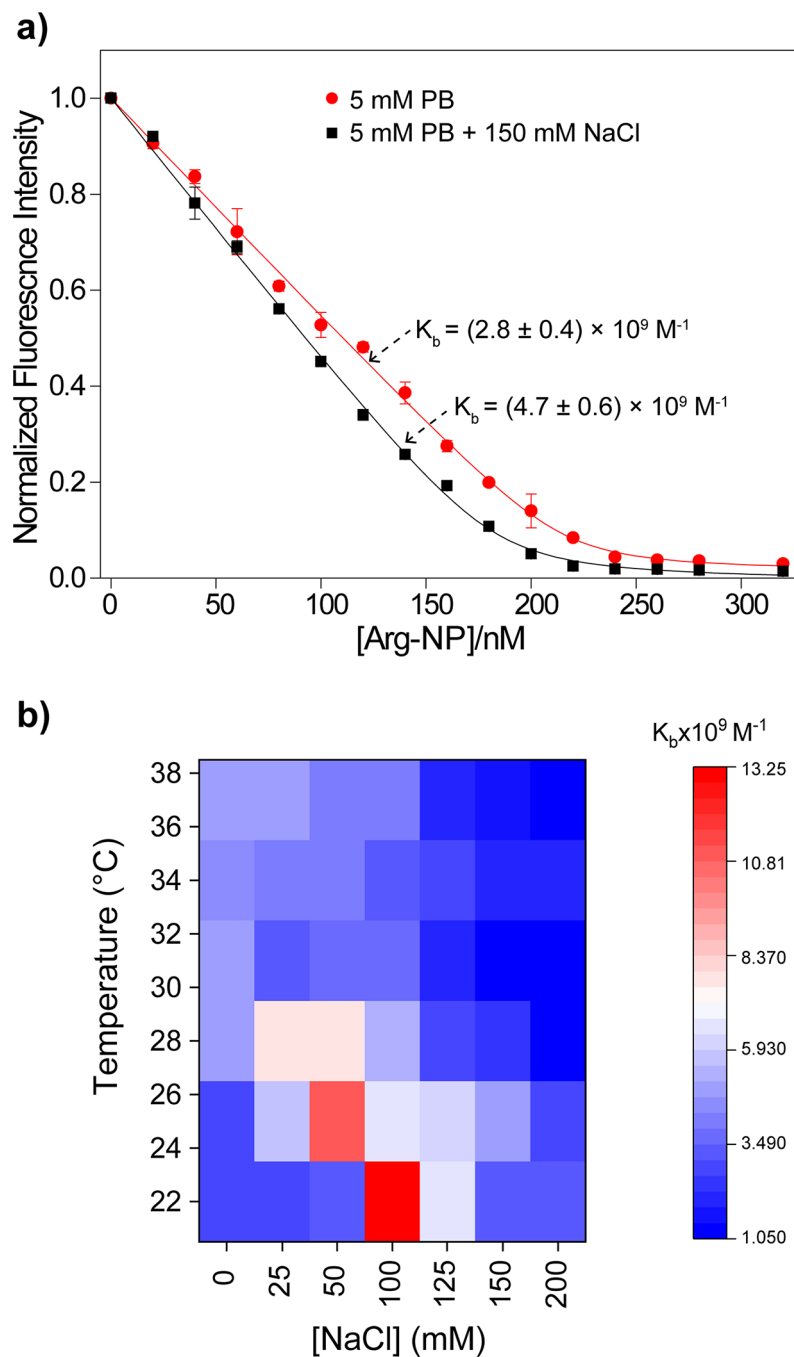 a)
5 mM PB
5 mM PB + 150 mM NaCl
Normalized Fluorescnce Intensity
1.0
0.8
0.6
0.4
0.2
0.0
K_b = (2.8 ± 0.4) × 10⁹ M⁻¹
K_b = (4.7 ± 0.6) × 10⁹ M⁻¹
0 50 100 150 200 250 300
[Arg-NP]/nM
b)
K_b x10⁹ M⁻¹
Temperature (°C)
38
36
34
32
30
28
26
24
22
13.25
10.81
8.370
5.930
3.490
1.050
0 25 50 100 125 150 200
[NaCl] (mM)